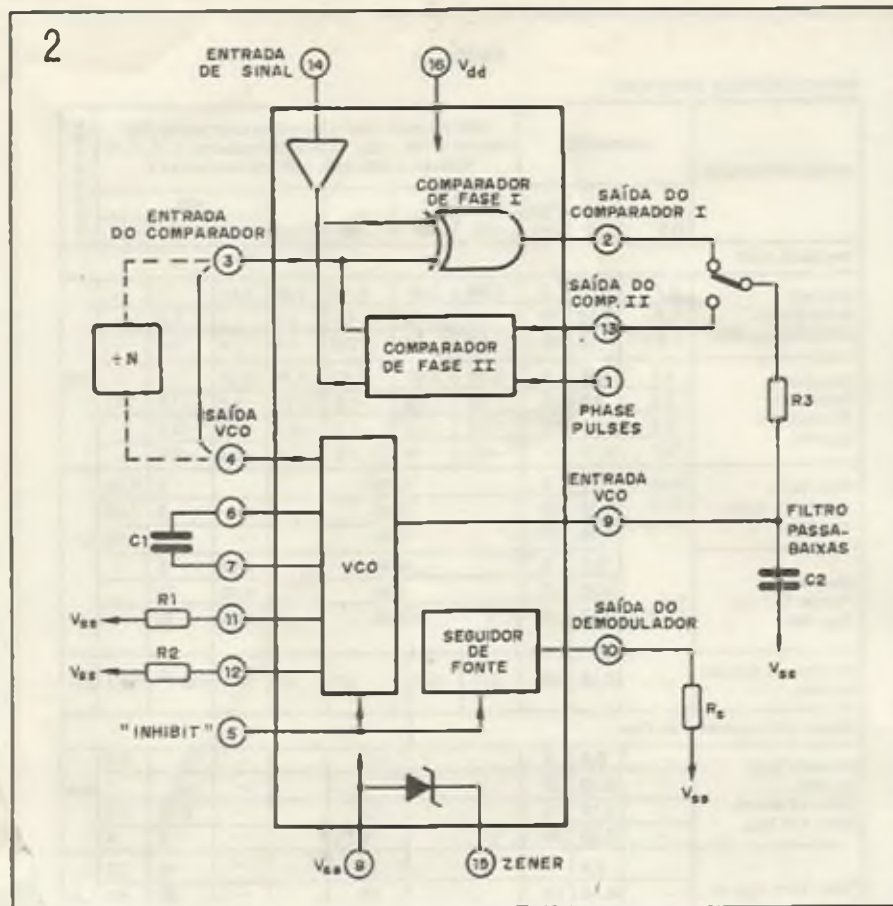 2
ENTRADA
DE SINAL
14
16
Vdd
COMPARADOR
DE FASE I
SAÍDA DO
COMPARADOR I
2
ENTRADA
DO COMPARADOR
3
SAÍDA DO
COMP. II
13
÷N
COMPARADOR
DE FASE II
1
PHASE
PULSES
R3
SAÍDA
VCO
4
ENTRADA
VCO
9
FILTRO
PASSA-
BAIXAS
6
C1
7
VCO
C2
Vss
Vss
R1
11
SEGUIDOR
DE
FONTE
SAÍDA DO
DEMODULADOR
10
Vss
R2
12
Rs
"INHIBIT"
5
Vss
Vss
8
15
ZENER